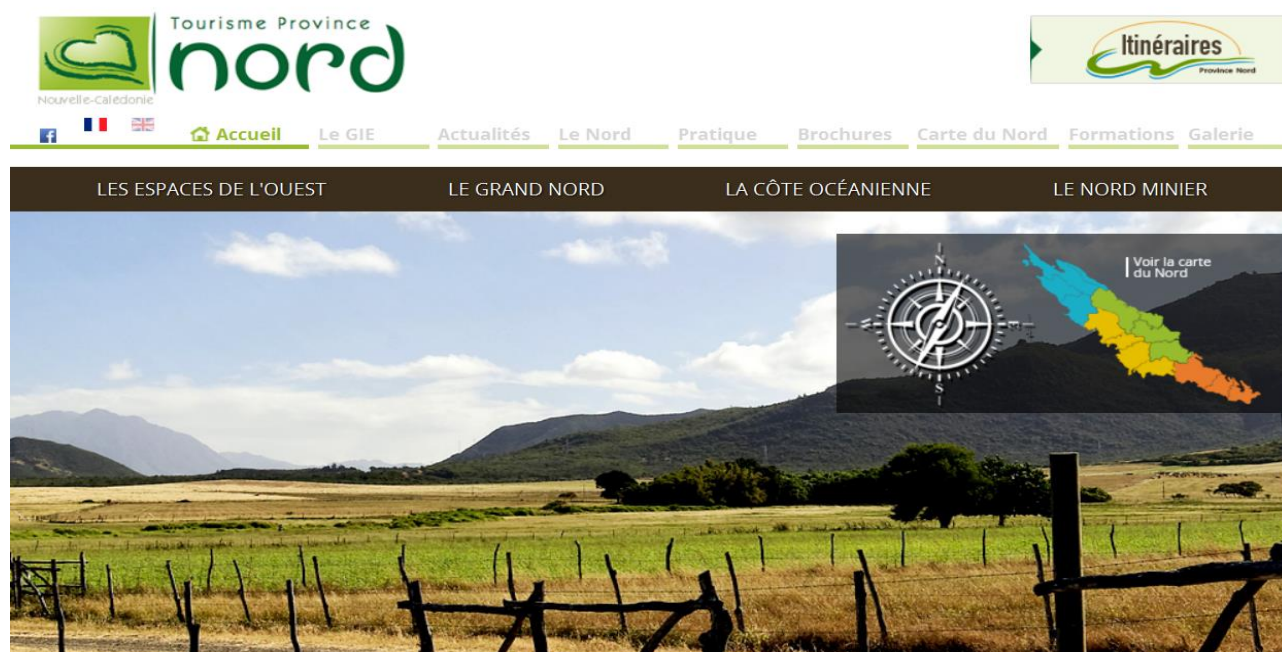 Tourisme Province
nord
Nouvelle-Calédonie
Itinéraires
Province Nord
f
Accueil
Le GIE
Actualités
Le Nord
Pratique
Brochures
Carte du Nord
Formations
Galerie
LES ESPACES DE L'OUEST
LE GRAND NORD
LA CÔTE OCÉANIENNE
LE NORD MINIER
Voir la carte
du Nord
N
W
E
S